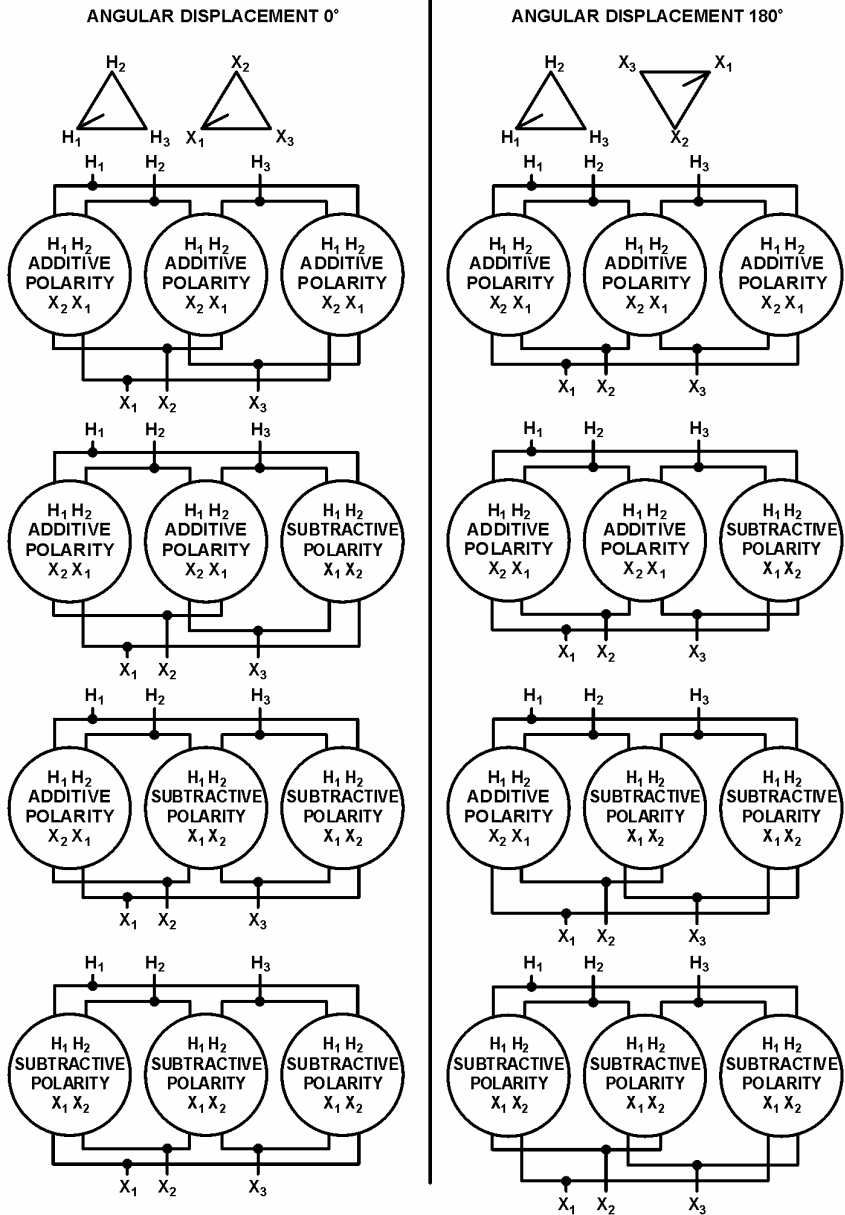 ANGULAR DISPLACEMENT 0°
H₂ X₂
H₁ H₃ X₁ X₃
H₁ H₂ H₃
H₁ H₂ H₁ H₂ H₁ H₂
ADDITIVE ADDITIVE ADDITIVE
POLARITY POLARITY POLARITY
X₂ X₁ X₂ X₁ X₂ X₁
X₁ X₂ X₃
H₁ H₂ H₃
H₁ H₂ H₁ H₂ H₁ H₂
ADDITIVE ADDITIVE SUBTRACTIVE
POLARITY POLARITY POLARITY
X₂ X₁ X₂ X₁ X₁ X₂
X₁ X₂ X₃
H₁ H₂ H₃
H₁ H₂ H₁ H₂ H₁ H₂
ADDITIVE SUBTRACTIVE SUBTRACTIVE
POLARITY POLARITY POLARITY
X₂ X₁ X₁ X₂ X₁ X₂
X₁ X₂ X₃
H₁ H₂ H₃
H₁ H₂ H₁ H₂ H₁ H₂
SUBTRACTIVE SUBTRACTIVE SUBTRACTIVE
POLARITY POLARITY POLARITY
X₁ X₂ X₁ X₂ X₁ X₂
X₁ X₂ X₃
ANGULAR DISPLACEMENT 180°
H₂ X₃ X₁
H₁ H₃ X₂
H₁ H₂ H₃
H₁ H₂ H₁ H₂ H₁ H₂
ADDITIVE ADDITIVE ADDITIVE
POLARITY POLARITY POLARITY
X₂ X₁ X₂ X₁ X₂ X₁
X₁ X₂ X₃
H₁ H₂ H₃
H₁ H₂ H₁ H₂ H₁ H₂
ADDITIVE ADDITIVE SUBTRACTIVE
POLARITY POLARITY POLARITY
X₂ X₁ X₂ X₁ X₁ X₂
X₁ X₂ X₃
H₁ H₂ H₃
H₁ H₂ H₁ H₂ H₁ H₂
ADDITIVE SUBTRACTIVE SUBTRACTIVE
POLARITY POLARITY POLARITY
X₂ X₁ X₁ X₂ X₁ X₂
X₁ X₂ X₃
H₁ H₂ H₃
H₁ H₂ H₁ H₂ H₁ H₂
SUBTRACTIVE SUBTRACTIVE SUBTRACTIVE
POLARITY POLARITY POLARITY
X₁ X₂ X₁ X₂ X₁ X₂
X₁ X₂ X₃